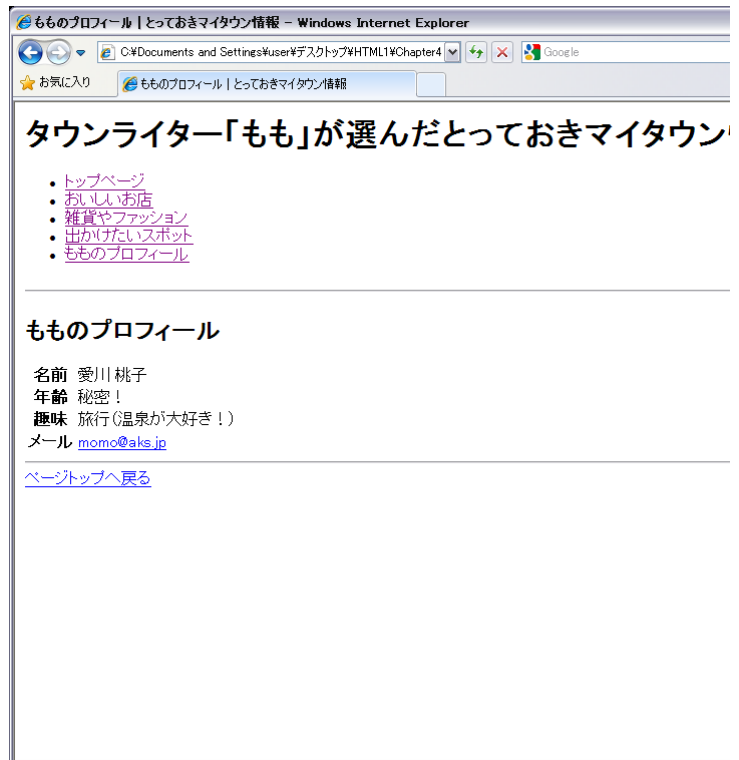 もものプロフィール | とっておきマイタウン情報 - Windows Internet Explorer
C:¥Documents and Settings¥user¥デスクトップ¥HTML1¥Chapter4
Google
お気に入り
もものプロフィール | とっておきマイタウン情報
タウンライター「もも」が選んだとっておきマイタウン
トップページ
おいしいお店
雑貨やファッション
出かけたいスポット
もものプロフィール
もものプロフィール
名前 愛川 桃子
年齢 秘密！
趣味 旅行(温泉が大好き！)
メール momo@aks.jp
ページトップへ戻る